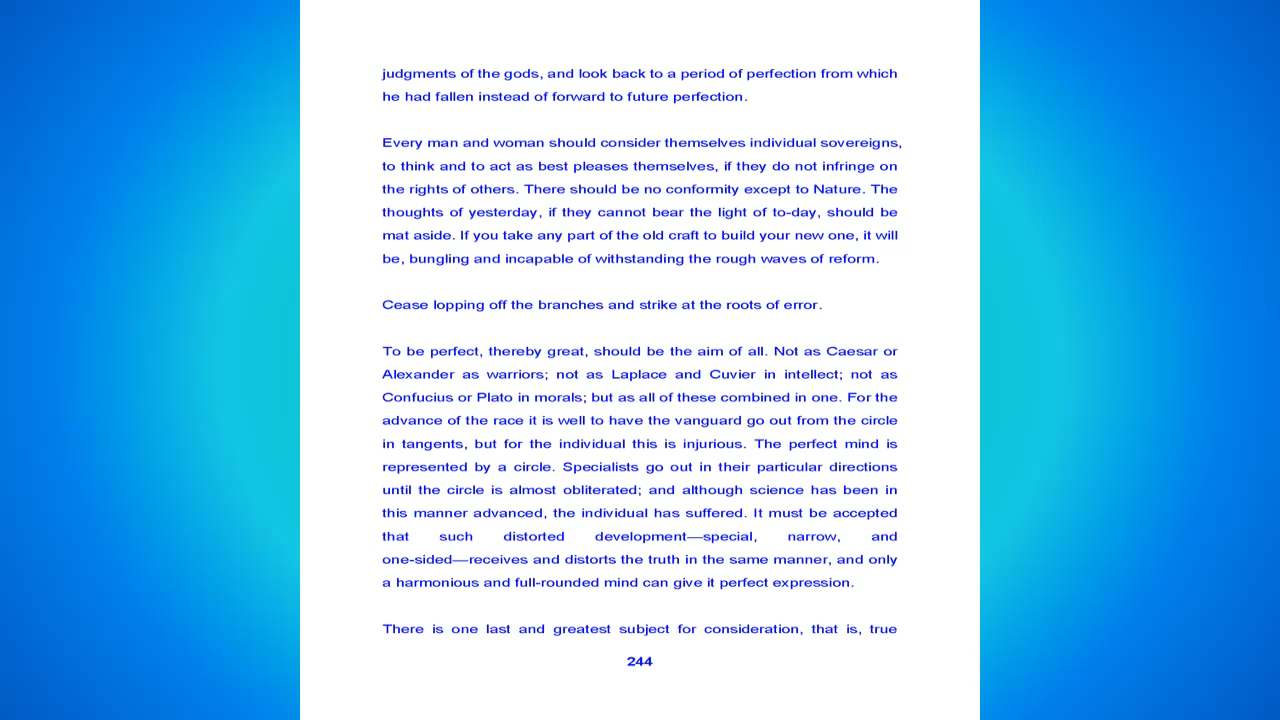 judgments of the gods, and look back to a period of perfection from which
he had fallen instead of forward to future perfection.
Every man and woman should consider themselves individual sovereigns,
to think and to act as best pleases themselves, if they do not infringe on
the rights of others. There should be no conformity except to Nature. The
thoughts of yesterday, if they cannot bear the light of to-day, should be
mat aside. If you take any part of the old craft to build your new one, it will
be, bungling and incapable of withstanding the rough waves of reform.
Cease lopping off the branches and strike at the roots of error.
To be perfect, thereby great, should be the aim of all. Not as Caesar or
Alexander as warriors; not as Laplace and Cuvier in intellect; not as
Confucius or Plato in morals; but as all of these combined in one. For the
advance of the race it is well to have the vanguard go out from the circle
in tangents, but for the individual this is injurious. The perfect mind is
represented by a circle. Specialists go out in their particular directions
until the circle is almost obliterated; and although science has been in
this manner advanced, the individual has suffered. It must be accepted
that such distorted development—special, narrow, and
one-sided—receives and distorts the truth in the same manner, and only
a harmonious and full-rounded mind can give it perfect expression.
There is one last and greatest subject for consideration, that is, true
244